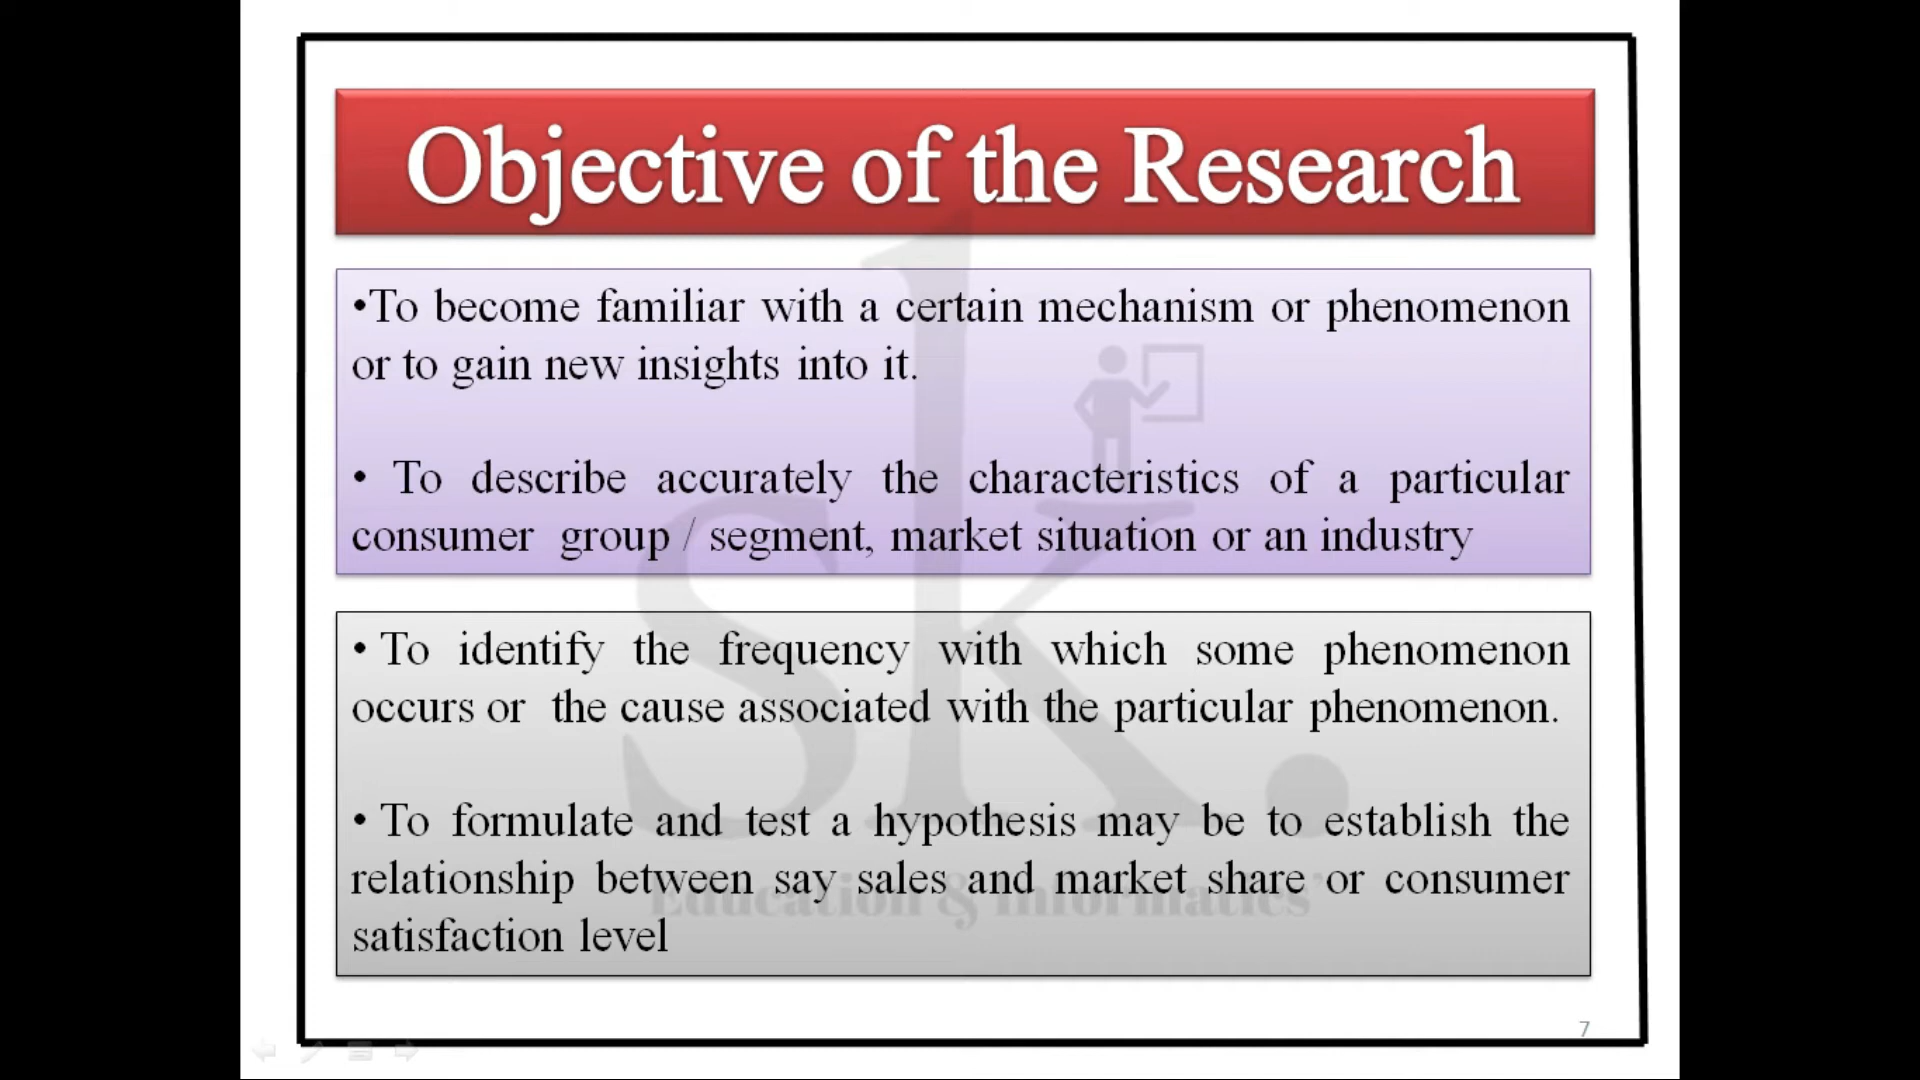 Objective of the Research
•To become familiar with a certain mechanism or phenomenon
or to gain new insights into it.
• To describe accurately the characteristics of a particular
consumer group / segment, market situation or an industry
• To identify the frequency with which some phenomenon
occurs or the cause associated with the particular phenomenon.
• To formulate and test a hypothesis may be to establish the
relationship between say sales and market share or consumer
satisfaction level
sk.
Education & Informatics'
7